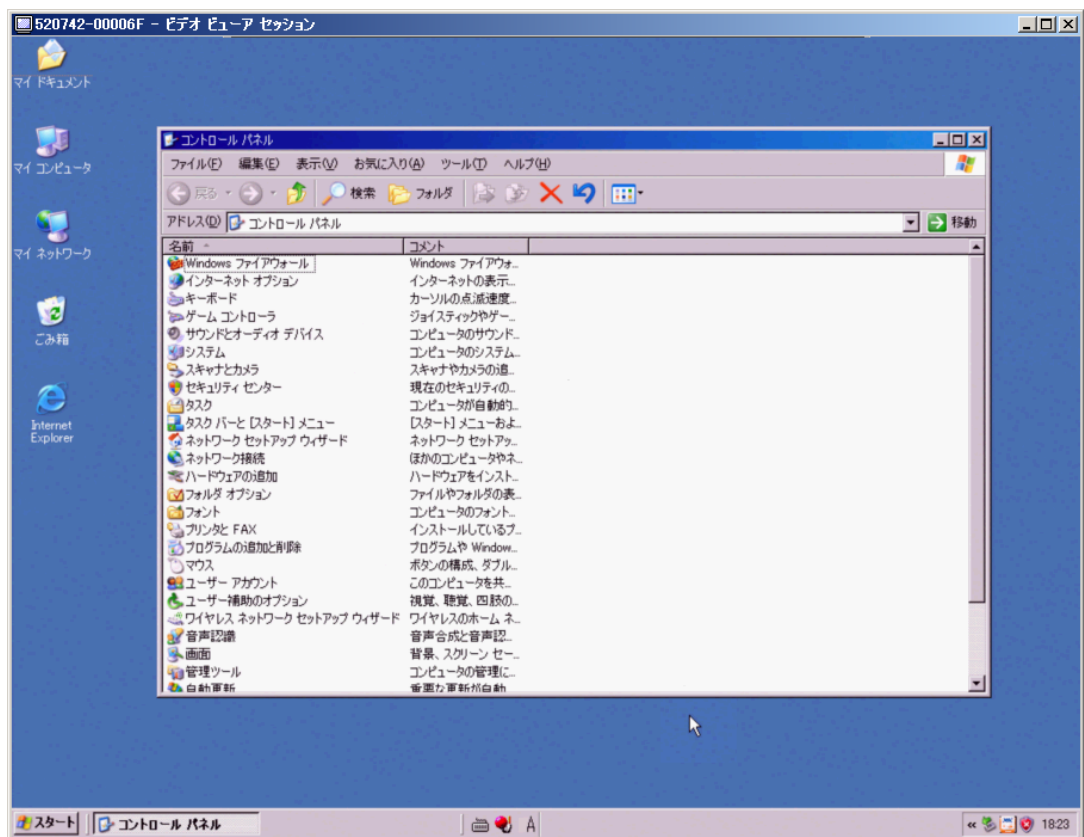 520742-00006F - ビデオ ビューア セッション
マイ ドキュメント
マイ コンピュータ
マイ ネットワーク
ごみ箱
Internet
Explorer
コントロール パネル
ファイル(F) 編集(E) 表示(V) お気に入り(A) ツール(T) ヘルプ(H)
戻る 検索 フォルダ
アドレス(D) コントロール パネル 移動
名前 コメント
Windows ファイアウォール Windows ファイアウォ...
インターネット オプション インターネットの表示...
キーボード カーソルの点滅速度...
ゲーム コントローラ ジョイスティックやゲー...
サウンドとオーディオ デバイス コンピュータのサウンド...
システム コンピュータのシステム...
スキャナとカメラ スキャナやカメラの追...
セキュリティ センター 現在のセキュリティの...
タスク コンピュータが自動的...
タスク バーと [スタート] メニュー [スタート] メニューおよ...
ネットワーク セットアップ ウィザード ネットワーク セットアッ...
ネットワーク接続 ほかのコンピュータやネ...
ハードウェアの追加 ハードウェアをインスト...
フォルダ オプション ファイルやフォルダの表...
フォント コンピュータのフォント...
プリンタと FAX インストールしているプ...
プログラムの追加と削除 プログラムや Window...
マウス ボタンの構成、ダブル...
ユーザー アカウント このコンピュータを共...
ユーザー補助のオプション 視覚、聴覚、四肢の...
ワイヤレス ネットワーク セットアップ ウィザード ワイヤレスのホーム ネ...
音声認識 音声合成と音声認...
画面 背景、スクリーン セー...
管理ツール コンピュータの管理に...
自動更新 重要な更新が自動
スタート コントロール パネル A « 18:23